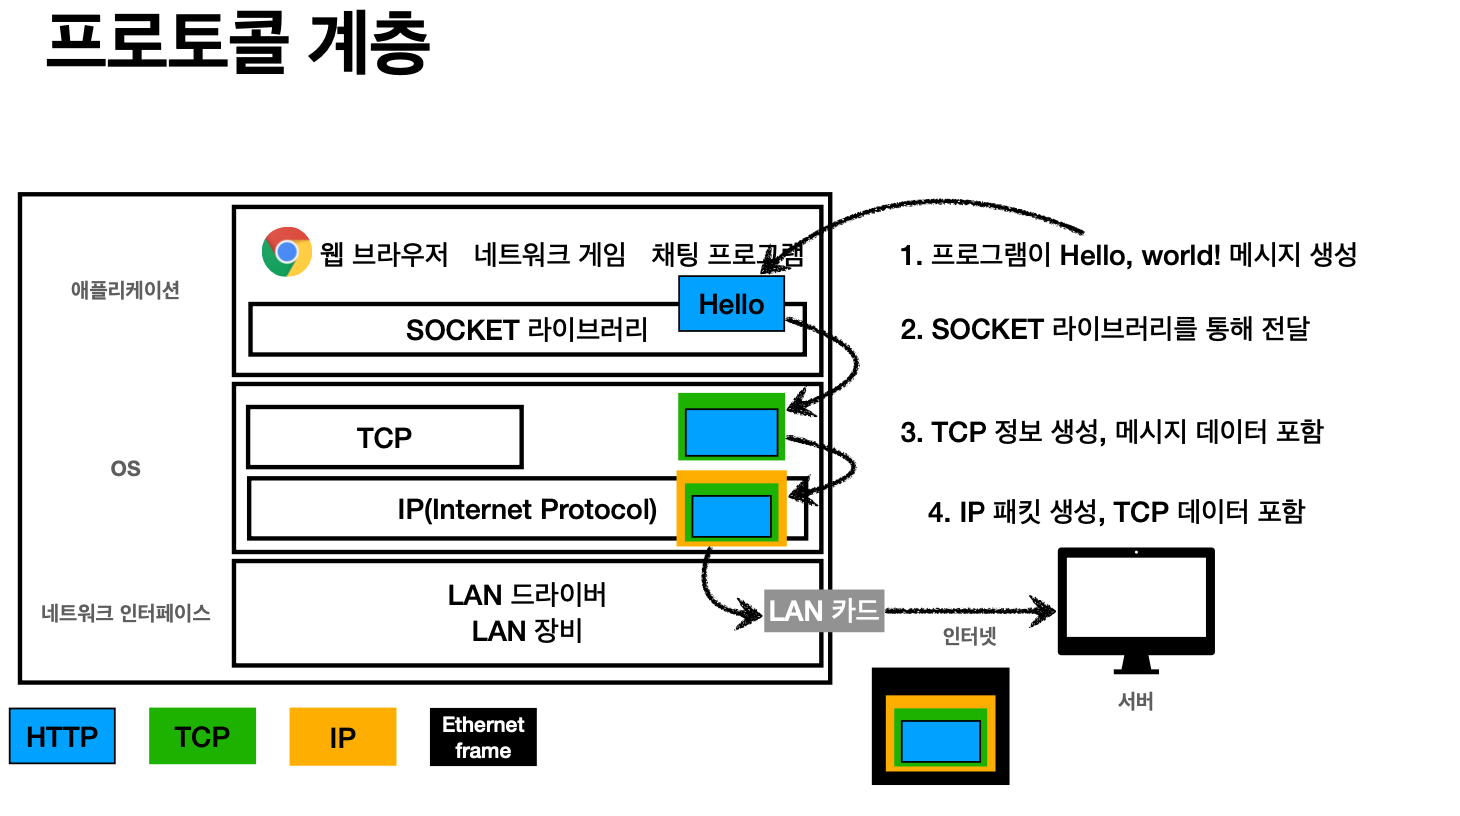 프로토콜 계층
애플리케이션
웹 브라우저 네트워크 게임 채팅 프로그램
Hello
SOCKET 라이브러리
1. 프로그램이 Hello, world! 메시지 생성
2. SOCKET 라이브러리를 통해 전달
OS
TCP
3. TCP 정보 생성, 메시지 데이터 포함
IP(Internet Protocol)
4. IP 패킷 생성, TCP 데이터 포함
네트워크 인터페이스
LAN 드라이버
LAN 장비
LAN 카드
인터넷
서버
HTTP
TCP
IP
Ethernet
frame